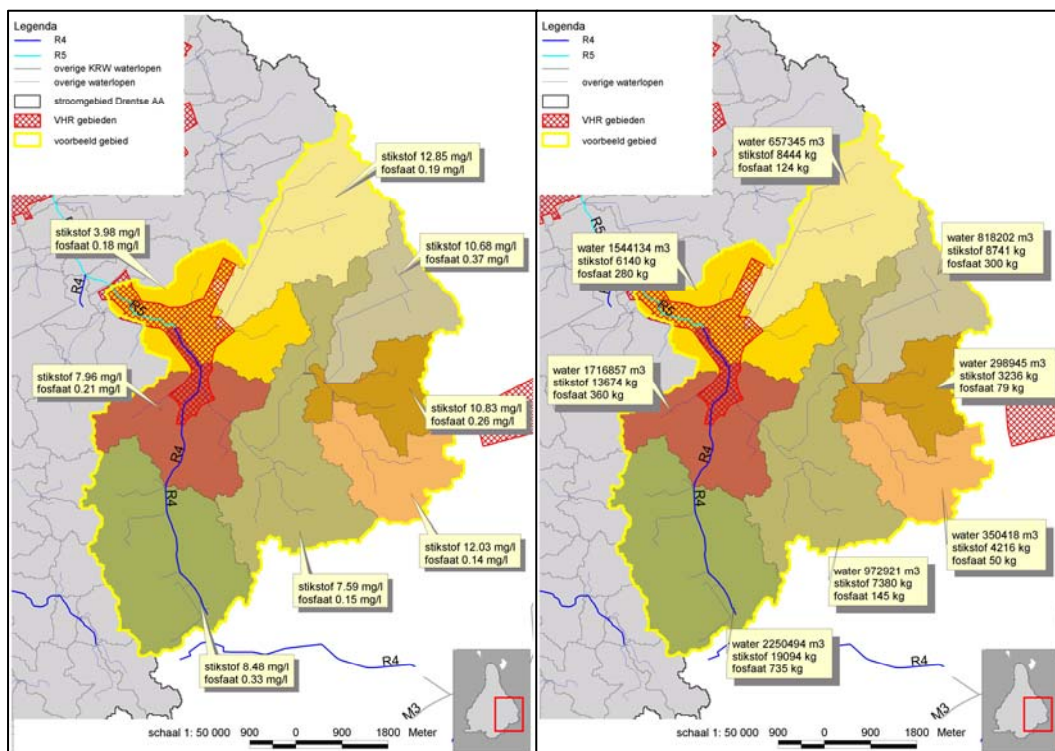 Legenda
R4
R5
overige KRW waterlopen
overige waterlopen
stroomgebied Drentse AA
VHR gebieden
voorbeeld gebied
stikstof 12.85 mg/l
fosfaat 0.19 mg/l
stikstof 3.98 mg/l
fosfaat 0.18 mg/l
stikstof 10.68 mg/l
fosfaat 0.37 mg/l
R5
R4
R5
stikstof 7.96 mg/l
fosfaat 0.21 mg/l
stikstof 10.83 mg/l
fosfaat 0.26 mg/l
R4
R4
stikstof 12.03 mg/l
fosfaat 0.14 mg/l
stikstof 7.59 mg/l
fosfaat 0.15 mg/l
stikstof 8.48 mg/l
fosfaat 0.33 mg/l
R4
M3
schaal 1: 50 000 900 0 900 1800 Meter
Legenda
R4
R5
overige waterlopen
VHR gebieden
voorbeeld gebied
water 657345 m3
stikstof 8444 kg
fosfaat 124 kg
water 1544134 m3
stikstof 6140 kg
fosfaat 280 kg
water 818202 m3
stikstof 8741 kg
fosfaat 300 kg
R5
R4
R5
water 1716857 m3
stikstof 13674 kg
fosfaat 360 kg
water 298945 m3
stikstof 3236 kg
fosfaat 79 kg
R4
R4
water 350418 m3
stikstof 4216 kg
fosfaat 50 kg
water 972921 m3
stikstof 7380 kg
fosfaat 145 kg
water 2250494 m3
stikstof 19094 kg
fosfaat 735 kg
R4
M3
schaal 1: 50 000 900 0 900 1800 Meter